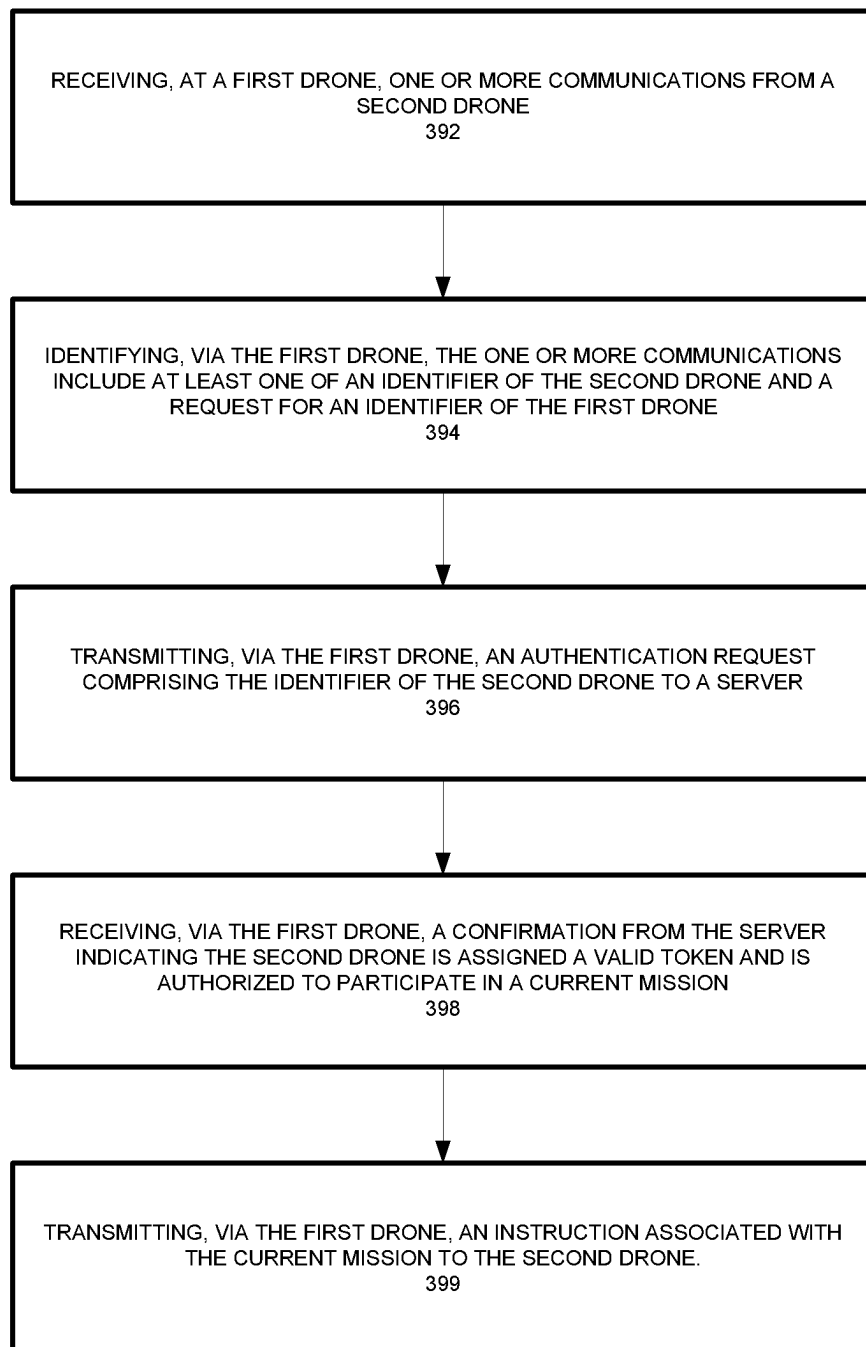 RECEIVING, AT A FIRST DRONE, ONE OR MORE COMMUNICATIONS FROM A
SECOND DRONE
392
IDENTIFYING, VIA THE FIRST DRONE, THE ONE OR MORE COMMUNICATIONS
INCLUDE AT LEAST ONE OF AN IDENTIFIER OF THE SECOND DRONE AND A
REQUEST FOR AN IDENTIFIER OF THE FIRST DRONE
394
TRANSMITTING, VIA THE FIRST DRONE, AN AUTHENTICATION REQUEST
COMPRISING THE IDENTIFIER OF THE SECOND DRONE TO A SERVER
396
RECEIVING, VIA THE FIRST DRONE, A CONFIRMATION FROM THE SERVER
INDICATING THE SECOND DRONE IS ASSIGNED A VALID TOKEN AND IS
AUTHORIZED TO PARTICIPATE IN A CURRENT MISSION
398
TRANSMITTING, VIA THE FIRST DRONE, AN INSTRUCTION ASSOCIATED WITH
THE CURRENT MISSION TO THE SECOND DRONE.
399